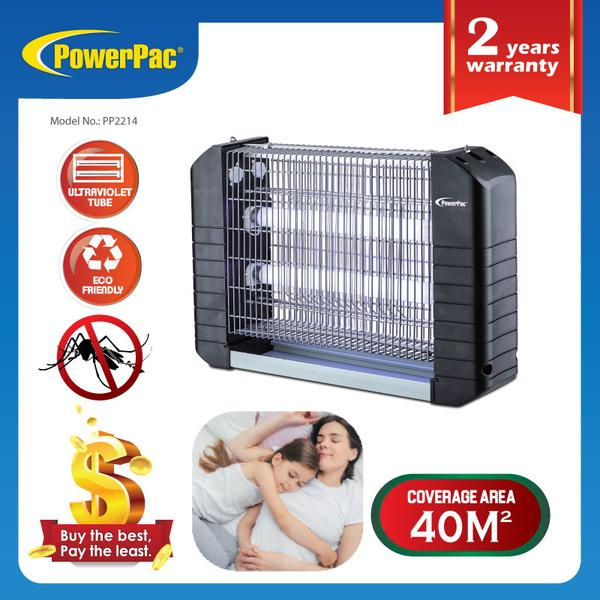 PowerPac®
2 years
warranty
Model No.: PP2214
ULTRAVIOLET
TUBE
ECO
FRIENDLY
PowerPac
Buy the best,
Pay the least.
COVERAGE AREA
40M²